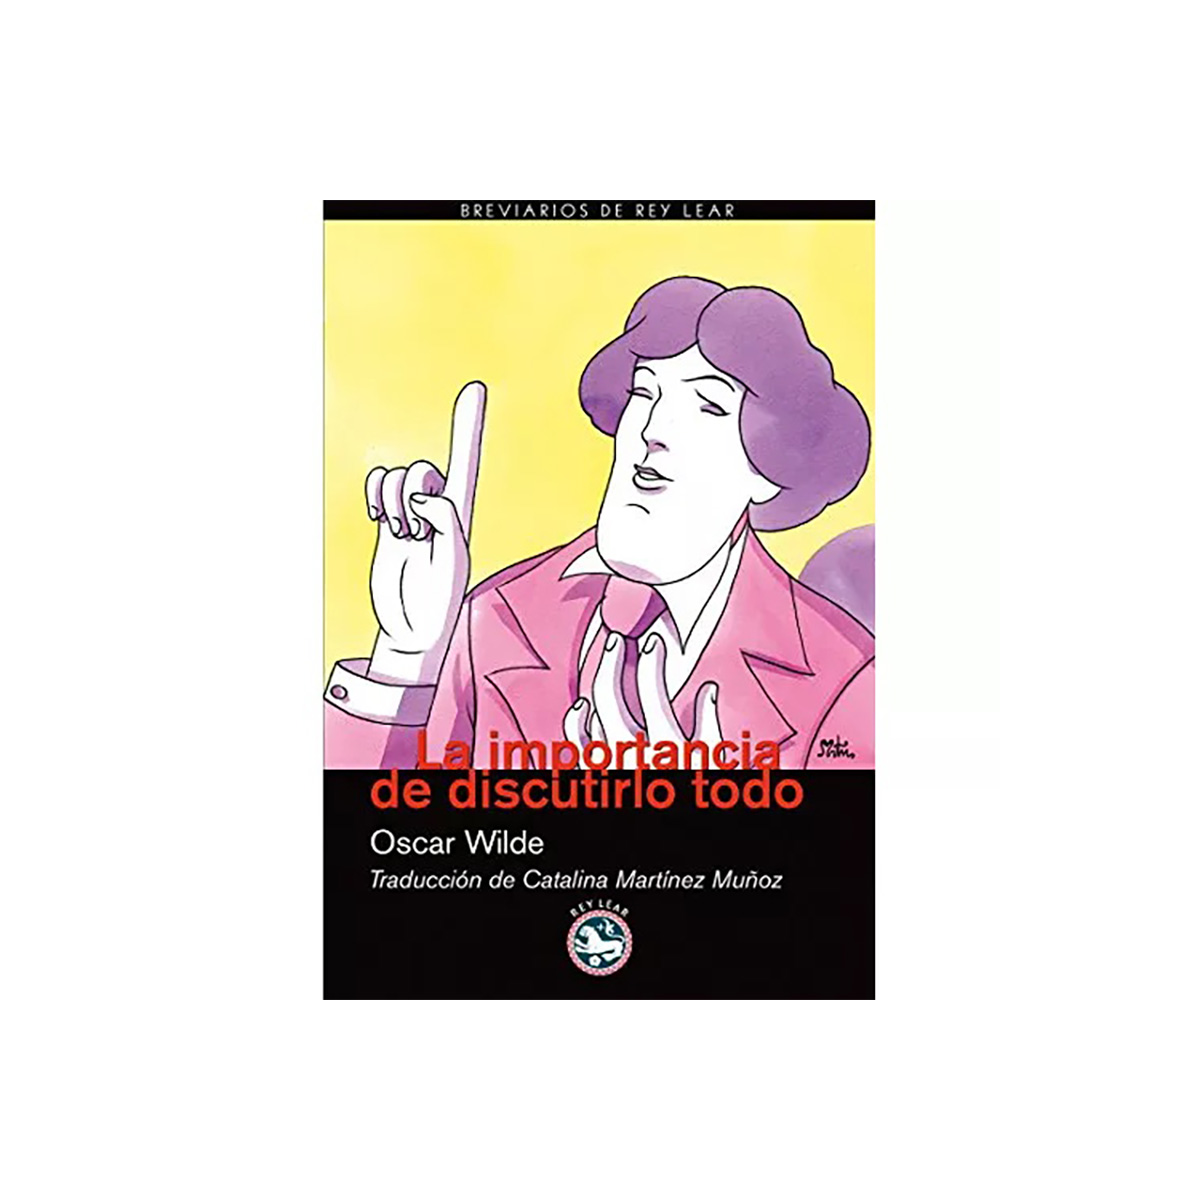 BREVIARIOS DE REY LEAR
La importancia
de discutirlo todo
Oscar Wilde
Traducción de Catalina Martínez Muñoz
REY LEAR